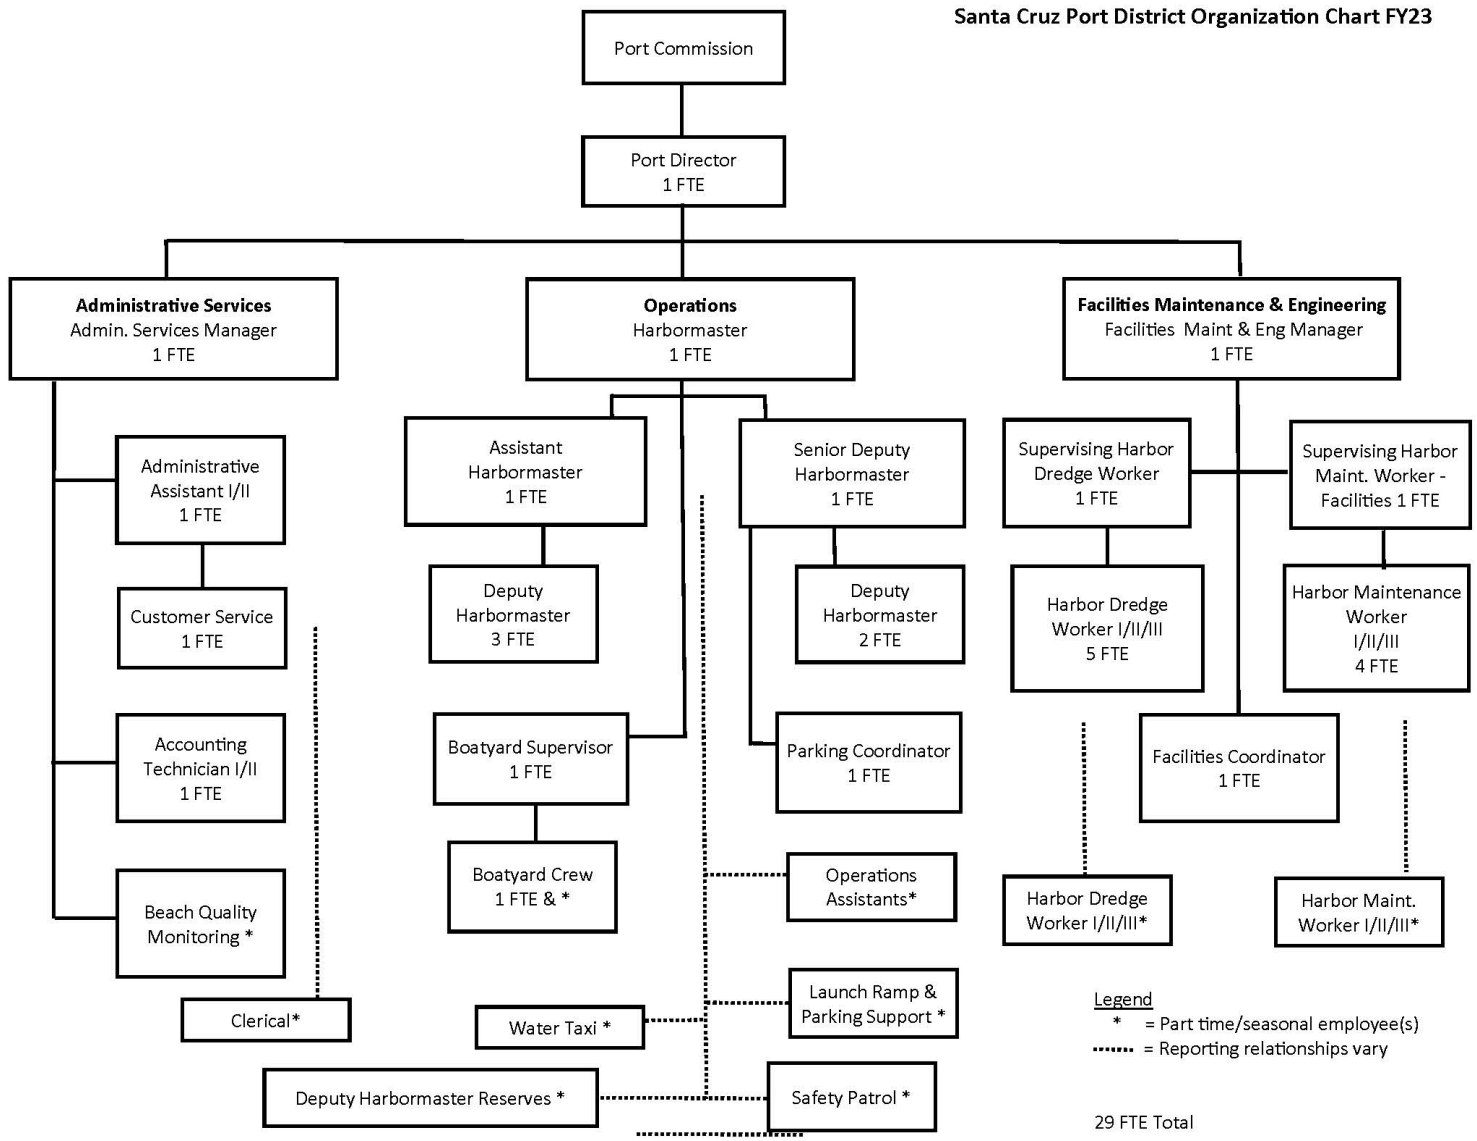 Santa Cruz Port District Organization Chart FY23
Port Commission
Port Director
1 FTE
Administrative Services
Admin. Services Manager
1 FTE
Operations
Harbormaster
1 FTE
Facilities Maintenance & Engineering
Facilities Maint & Eng Manager
1 FTE
Administrative
Assistant I/II
1 FTE
Customer Service
1 FTE
Accounting
Technician I/II
1 FTE
Beach Quality
Monitoring *
Clerical*
Assistant
Harbormaster
1 FTE
Deputy
Harbormaster
3 FTE
Boatyard Supervisor
1 FTE
Boatyard Crew
1 FTE & *
Water Taxi *
Deputy Harbormaster Reserves *
Senior Deputy
Harbormaster
1 FTE
Deputy
Harbormaster
2 FTE
Parking Coordinator
1 FTE
Operations
Assistants*
Launch Ramp &
Parking Support *
Safety Patrol *
Supervising Harbor
Dredge Worker
1 FTE
Harbor Dredge
Worker I/II/III
5 FTE
Harbor Dredge
Worker I/II/III*
Facilities Coordinator
1 FTE
Supervising Harbor
Maint. Worker -
Facilities 1 FTE
Harbor Maintenance
Worker
I/II/III
4 FTE
Harbor Maint.
Worker I/II/III*
Legend
* = Part time/seasonal employee(s)
= Reporting relationships vary
29 FTE Total